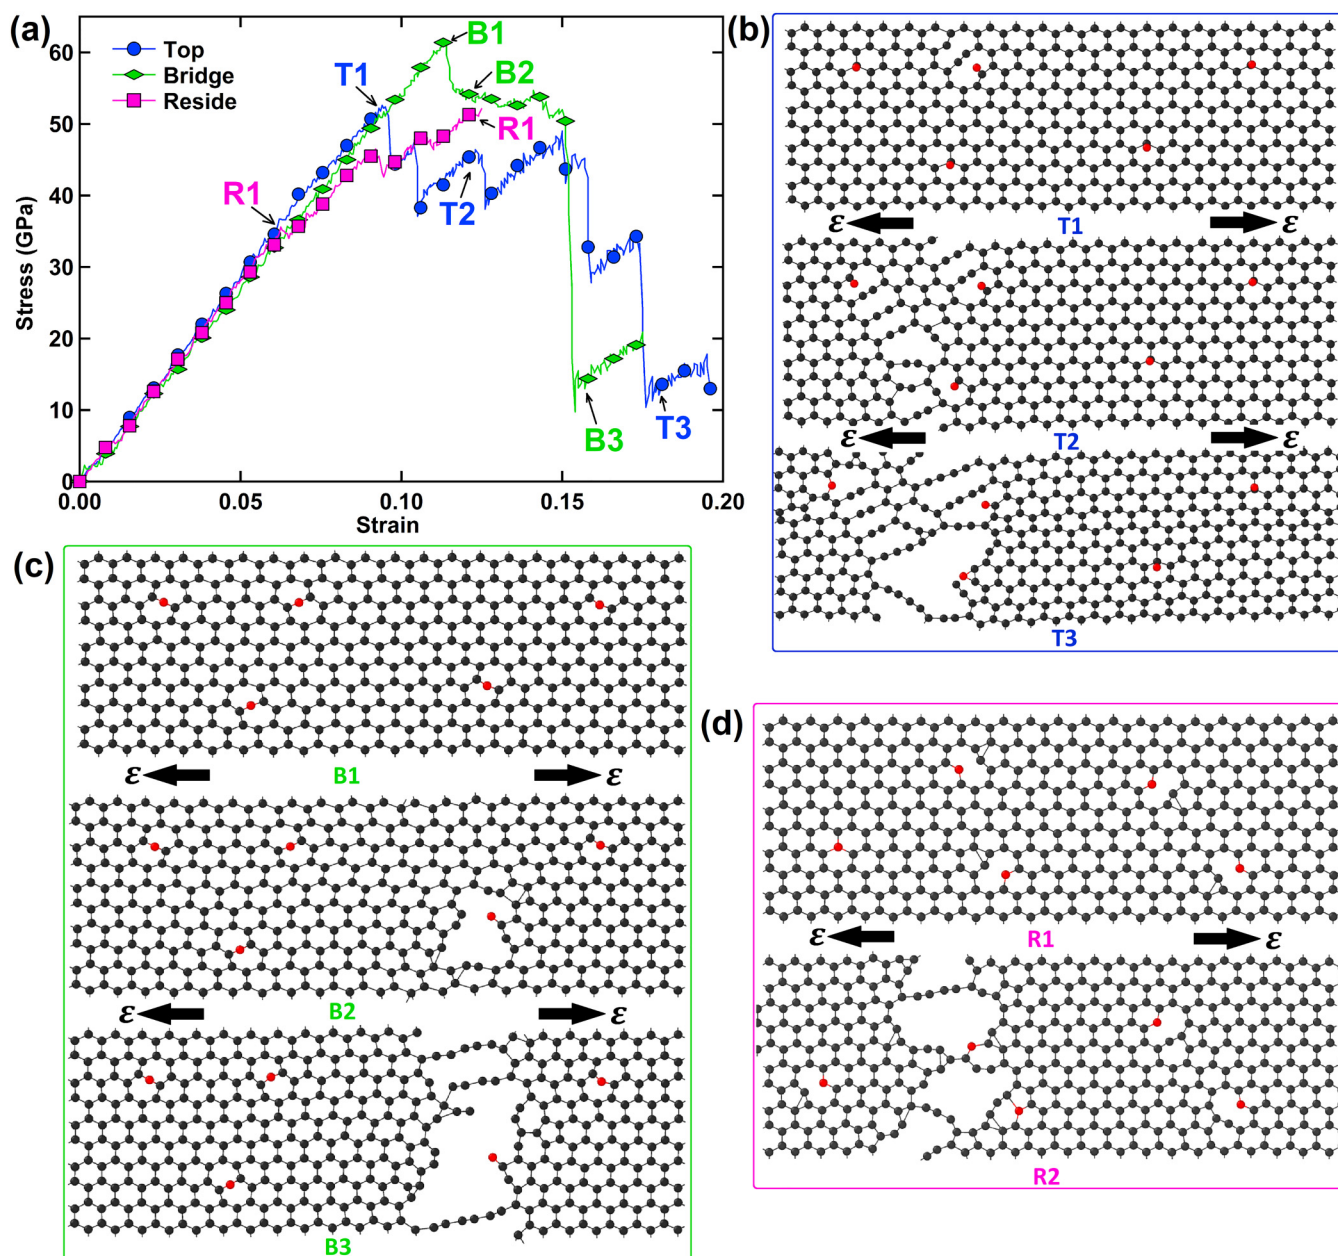 (a)
Top
Bridge
Reside
T1
B1
B2
R1
R1
T2
B3
T3
Stress (GPa)
60
50
40
30
20
10
0
0.00
0.05
0.10
0.15
0.20
Strain
(b)
ε
T1
ε
ε
T2
ε
T3
(c)
ε
B1
ε
ε
B2
ε
B3
(d)
ε
R1
ε
R2